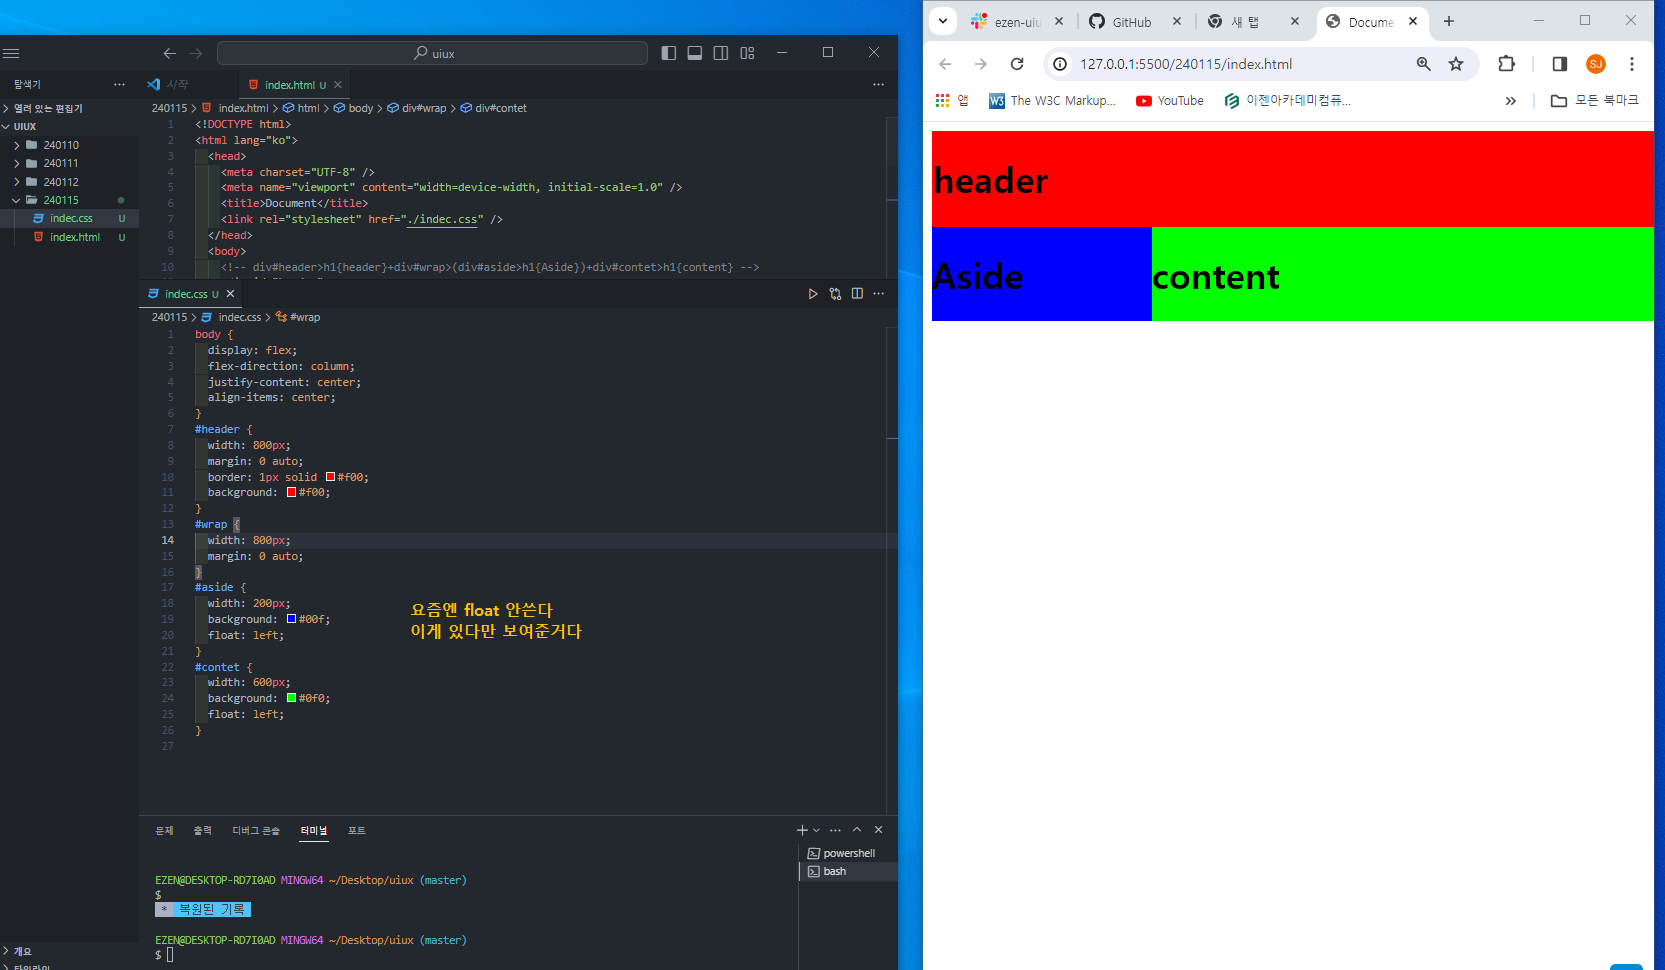 uiux
탐색기 ···
열려 있는 편집기
UIUX
240110
240111
240112
240115
indec.css U
index.html U
개요
타임라인
시작 index.html U
240115 > index.html > html > body > div#wrap > div#contet
1 <!DOCTYPE html>
2 <html lang="ko">
3 <head>
4 <meta charset="UTF-8" />
5 <meta name="viewport" content="width=device-width, initial-scale=1.0" />
6 <title>Document</title>
7 <link rel="stylesheet" href="./indec.css" />
8 </head>
9 <body>
10 <!-- div#header>h1{header}+div#wrap>(div#aside>h1{Aside})+div#contet>h1{content} -->
indec.css U
240115 > indec.css > #wrap
1 body {
2 display: flex;
3 flex-direction: column;
4 justify-content: center;
5 align-items: center;
6 }
7 #header {
8 width: 800px;
9 margin: 0 auto;
10 border: 1px solid #f00;
11 background: #f00;
12 }
13 #wrap {
14 width: 800px;
15 margin: 0 auto;
16 }
17 #aside {
18 width: 200px;
19 background: #00f;
20 float: left;
21 }
22 #contet {
23 width: 600px;
24 background: #0f0;
25 float: left;
26 }
27
요즘엔 float 안쓴다
이게 있다만 보여준거다
문제 출력 디버그 콘솔 터미널 포트
powershell
bash
EZEN@DESKTOP-RD7I0AD MINGW64 ~/Desktop/uiux (master)
$
* 복원된 기록
EZEN@DESKTOP-RD7I0AD MINGW64 ~/Desktop/uiux (master)
$
ezen-uiu GitHub 새 탭 Docume
127.0.0.1:5500/240115/index.html SJ
앱 W3 The W3C Markup... YouTube 이젠아카데미컴퓨... » 모든 북마크
header
Aside content